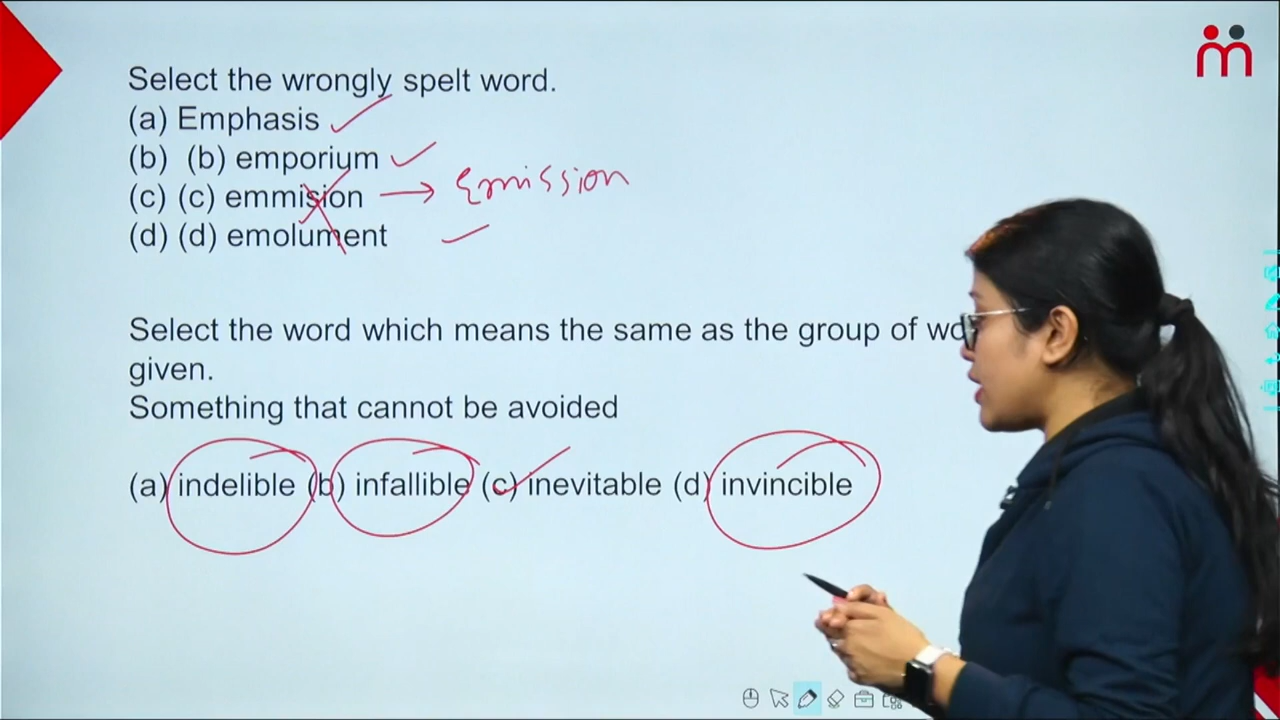 Select the wrongly spelt word.
(a) Emphasis
(b) (b) emporium
(c) (c) emmision → Emission
(d) (d) emolument
Select the word which means the same as the group of
given.
Something that cannot be avoided
(a) indelible (b) infallible (c) inevitable (d) invincible